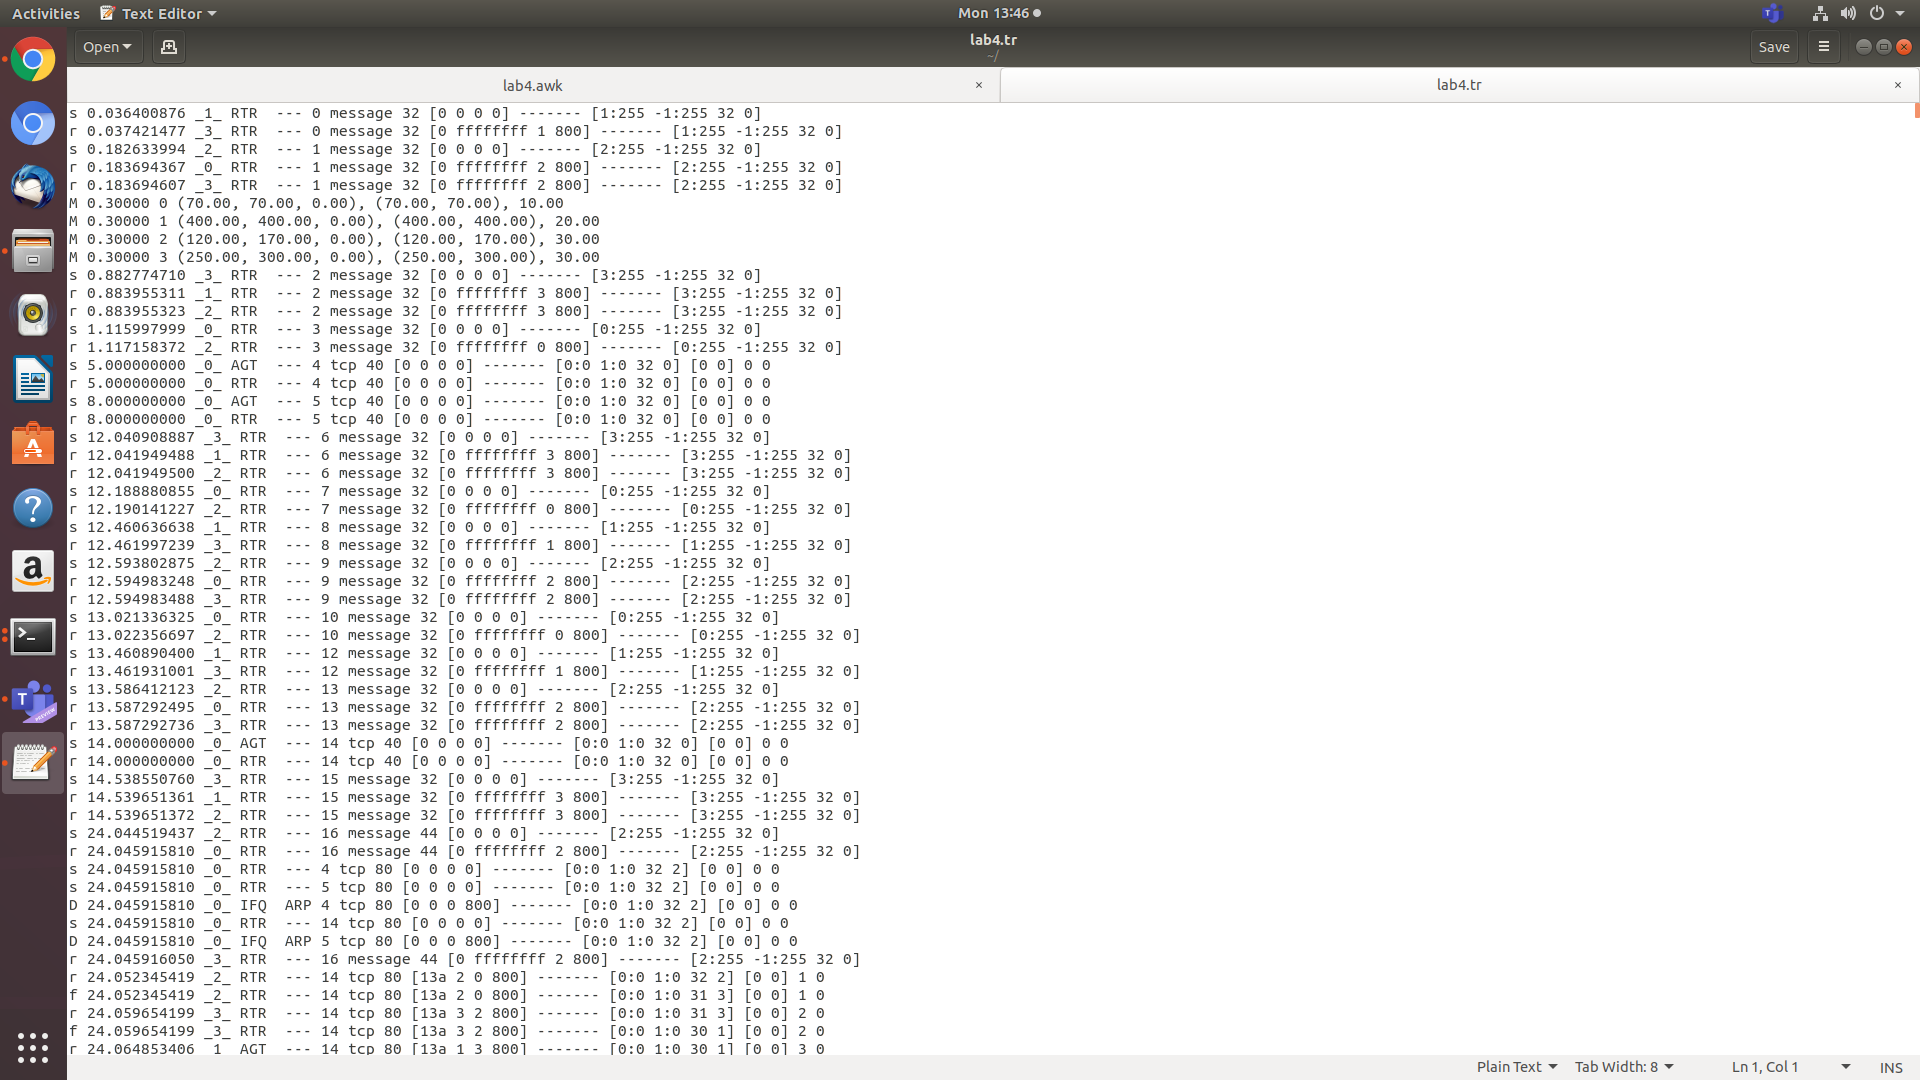 Activities
Text Editor
Mon 13:46
Open
lab4.tr
~/
Save
lab4.awk
lab4.tr
s 0.036400876 _1_ RTR  --- 0 message 32 [0 0 0 0] ------- [1:255 -1:255 32 0]
r 0.037421477 _3_ RTR  --- 0 message 32 [0 ffffffff 1 800] ------- [1:255 -1:255 32 0]
s 0.182633994 _2_ RTR  --- 1 message 32 [0 0 0 0] ------- [2:255 -1:255 32 0]
r 0.183694367 _0_ RTR  --- 1 message 32 [0 ffffffff 2 800] ------- [2:255 -1:255 32 0]
r 0.183694607 _3_ RTR  --- 1 message 32 [0 ffffffff 2 800] ------- [2:255 -1:255 32 0]
M 0.30000 0 (70.00, 70.00, 0.00), (70.00, 70.00), 10.00
M 0.30000 1 (400.00, 400.00, 0.00), (400.00, 400.00), 20.00
M 0.30000 2 (120.00, 170.00, 0.00), (120.00, 170.00), 30.00
M 0.30000 3 (250.00, 300.00, 0.00), (250.00, 300.00), 30.00
s 0.882774710 _3_ RTR  --- 2 message 32 [0 0 0 0] ------- [3:255 -1:255 32 0]
r 0.883955311 _1_ RTR  --- 2 message 32 [0 ffffffff 3 800] ------- [3:255 -1:255 32 0]
r 0.883955323 _2_ RTR  --- 2 message 32 [0 ffffffff 3 800] ------- [3:255 -1:255 32 0]
s 1.115997999 _0_ RTR  --- 3 message 32 [0 0 0 0] ------- [0:255 -1:255 32 0]
r 1.117158372 _2_ RTR  --- 3 message 32 [0 ffffffff 0 800] ------- [0:255 -1:255 32 0]
s 5.000000000 _0_ AGT  --- 4 tcp 40 [0 0 0 0] ------- [0:0 1:0 32 0] [0 0] 0 0
r 5.000000000 _0_ RTR  --- 4 tcp 40 [0 0 0 0] ------- [0:0 1:0 32 0] [0 0] 0 0
s 8.000000000 _0_ AGT  --- 5 tcp 40 [0 0 0 0] ------- [0:0 1:0 32 0] [0 0] 0 0
r 8.000000000 _0_ RTR  --- 5 tcp 40 [0 0 0 0] ------- [0:0 1:0 32 0] [0 0] 0 0
s 12.040908887 _3_ RTR  --- 6 message 32 [0 0 0 0] ------- [3:255 -1:255 32 0]
r 12.041949488 _1_ RTR  --- 6 message 32 [0 ffffffff 3 800] ------- [3:255 -1:255 32 0]
r 12.041949500 _2_ RTR  --- 6 message 32 [0 ffffffff 3 800] ------- [3:255 -1:255 32 0]
s 12.188880855 _0_ RTR  --- 7 message 32 [0 0 0 0] ------- [0:255 -1:255 32 0]
r 12.190141227 _2_ RTR  --- 7 message 32 [0 ffffffff 0 800] ------- [0:255 -1:255 32 0]
s 12.460636638 _1_ RTR  --- 8 message 32 [0 0 0 0] ------- [1:255 -1:255 32 0]
r 12.461997239 _3_ RTR  --- 8 message 32 [0 ffffffff 1 800] ------- [1:255 -1:255 32 0]
s 12.593802875 _2_ RTR  --- 9 message 32 [0 0 0 0] ------- [2:255 -1:255 32 0]
r 12.594983248 _0_ RTR  --- 9 message 32 [0 ffffffff 2 800] ------- [2:255 -1:255 32 0]
r 12.594983488 _3_ RTR  --- 9 message 32 [0 ffffffff 2 800] ------- [2:255 -1:255 32 0]
s 13.021336325 _0_ RTR  --- 10 message 32 [0 0 0 0] ------- [0:255 -1:255 32 0]
r 13.022356697 _2_ RTR  --- 10 message 32 [0 ffffffff 0 800] ------- [0:255 -1:255 32 0]
s 13.460890400 _1_ RTR  --- 12 message 32 [0 0 0 0] ------- [1:255 -1:255 32 0]
r 13.461931001 _3_ RTR  --- 12 message 32 [0 ffffffff 1 800] ------- [1:255 -1:255 32 0]
s 13.586412123 _2_ RTR  --- 13 message 32 [0 0 0 0] ------- [2:255 -1:255 32 0]
r 13.587292495 _0_ RTR  --- 13 message 32 [0 ffffffff 2 800] ------- [2:255 -1:255 32 0]
r 13.587292736 _3_ RTR  --- 13 message 32 [0 ffffffff 2 800] ------- [2:255 -1:255 32 0]
s 14.000000000 _0_ AGT  --- 14 tcp 40 [0 0 0 0] ------- [0:0 1:0 32 0] [0 0] 0 0
r 14.000000000 _0_ RTR  --- 14 tcp 40 [0 0 0 0] ------- [0:0 1:0 32 0] [0 0] 0 0
s 14.538550760 _3_ RTR  --- 15 message 32 [0 0 0 0] ------- [3:255 -1:255 32 0]
r 14.539651361 _1_ RTR  --- 15 message 32 [0 ffffffff 3 800] ------- [3:255 -1:255 32 0]
r 14.539651372 _2_ RTR  --- 15 message 32 [0 ffffffff 3 800] ------- [3:255 -1:255 32 0]
s 24.044519437 _2_ RTR  --- 16 message 44 [0 0 0 0] ------- [2:255 -1:255 32 0]
r 24.045915810 _0_ RTR  --- 16 message 44 [0 ffffffff 2 800] ------- [2:255 -1:255 32 0]
s 24.045915810 _0_ RTR  --- 4 tcp 80 [0 0 0 0] ------- [0:0 1:0 32 2] [0 0] 0 0
s 24.045915810 _0_ RTR  --- 5 tcp 80 [0 0 0 0] ------- [0:0 1:0 32 2] [0 0] 0 0
D 24.045915810 _0_ IFQ  ARP 4 tcp 80 [0 0 0 800] ------- [0:0 1:0 32 2] [0 0] 0 0
s 24.045915810 _0_ RTR  --- 14 tcp 80 [0 0 0 0] ------- [0:0 1:0 32 2] [0 0] 0 0
D 24.045915810 _0_ IFQ  ARP 5 tcp 80 [0 0 0 800] ------- [0:0 1:0 32 2] [0 0] 0 0
r 24.045916050 _3_ RTR  --- 16 message 44 [0 ffffffff 2 800] ------- [2:255 -1:255 32 0]
r 24.052345419 _2_ RTR  --- 14 tcp 80 [13a 2 0 800] ------- [0:0 1:0 32 2] [0 0] 1 0
f 24.052345419 _2_ RTR  --- 14 tcp 80 [13a 2 0 800] ------- [0:0 1:0 31 3] [0 0] 1 0
r 24.059654199 _3_ RTR  --- 14 tcp 80 [13a 3 2 800] ------- [0:0 1:0 31 3] [0 0] 2 0
f 24.059654199 _3_ RTR  --- 14 tcp 80 [13a 3 2 800] ------- [0:0 1:0 30 1] [0 0] 2 0
r 24.064853406 _1_ AGT  --- 14 tcp 80 [13a 1 3 800] ------- [0:0 1:0 30 1] [0 0] 3 0
Plain Text
Tab Width: 8
Ln 1, Col 1
INS